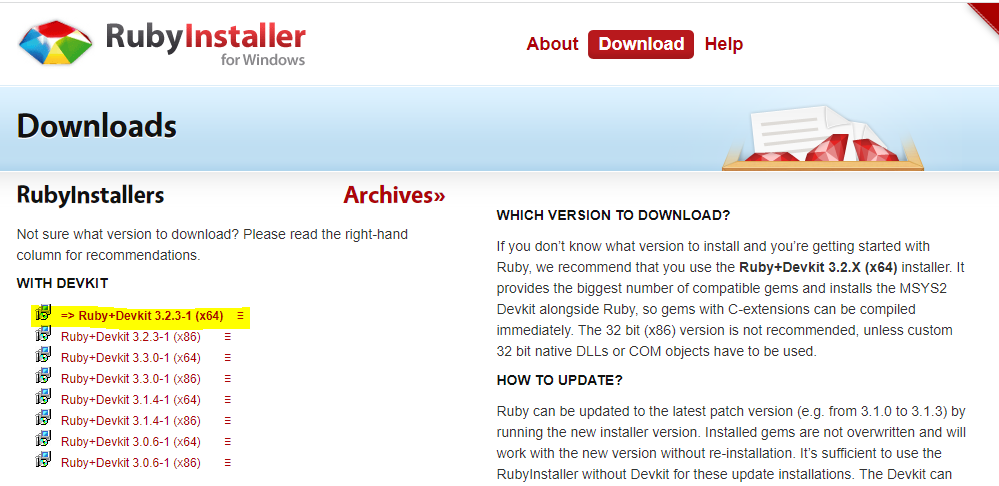 RubyInstaller
for Windows
About Download Help
Downloads
RubyInstallers Archives»
Not sure what version to download? Please read the right-hand
column for recommendations.
WITH DEVKIT
=> Ruby+Devkit 3.2.3-1 (x64) ≡
Ruby+Devkit 3.2.3-1 (x86) ≡
Ruby+Devkit 3.3.0-1 (x64) ≡
Ruby+Devkit 3.3.0-1 (x86) ≡
Ruby+Devkit 3.1.4-1 (x64) ≡
Ruby+Devkit 3.1.4-1 (x86) ≡
Ruby+Devkit 3.0.6-1 (x64) ≡
Ruby+Devkit 3.0.6-1 (x86) ≡
WHICH VERSION TO DOWNLOAD?
If you don’t know what version to install and you’re getting started with
Ruby, we recommend that you use the Ruby+Devkit 3.2.X (x64) installer. It
provides the biggest number of compatible gems and installs the MSYS2
Devkit alongside Ruby, so gems with C-extensions can be compiled
immediately. The 32 bit (x86) version is not recommended, unless custom
32 bit native DLLs or COM objects have to be used.
HOW TO UPDATE?
Ruby can be updated to the latest patch version (e.g. from 3.1.0 to 3.1.3) by
running the new installer version. Installed gems are not overwritten and will
work with the new version without re-installation. It’s sufficient to use the
RubyInstaller without Devkit for these update installations. The Devkit can